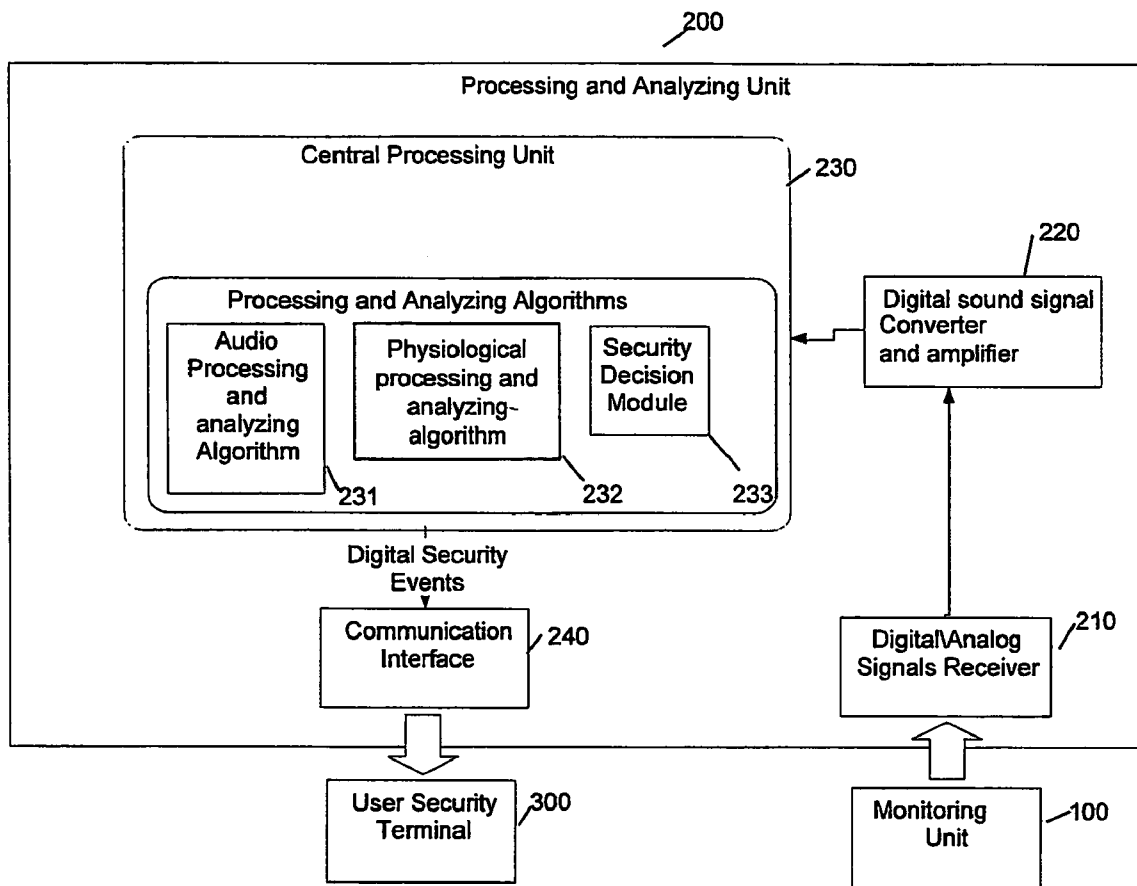 200
Processing and Analyzing Unit
Central Processing Unit
230
220
Processing and Analyzing Algorithms
Digital sound signal
Converter
and amplifier
Audio
Processing
and
analyzing
Algorithm
Physiological
processing and
analyzing-
algorithm
Security
Decision
Module
231
232
233
Digital Security
Events
Communication
Interface
240
Digital\Analog
Signals Receiver
210
User Security
Terminal
300
Monitoring
Unit
100